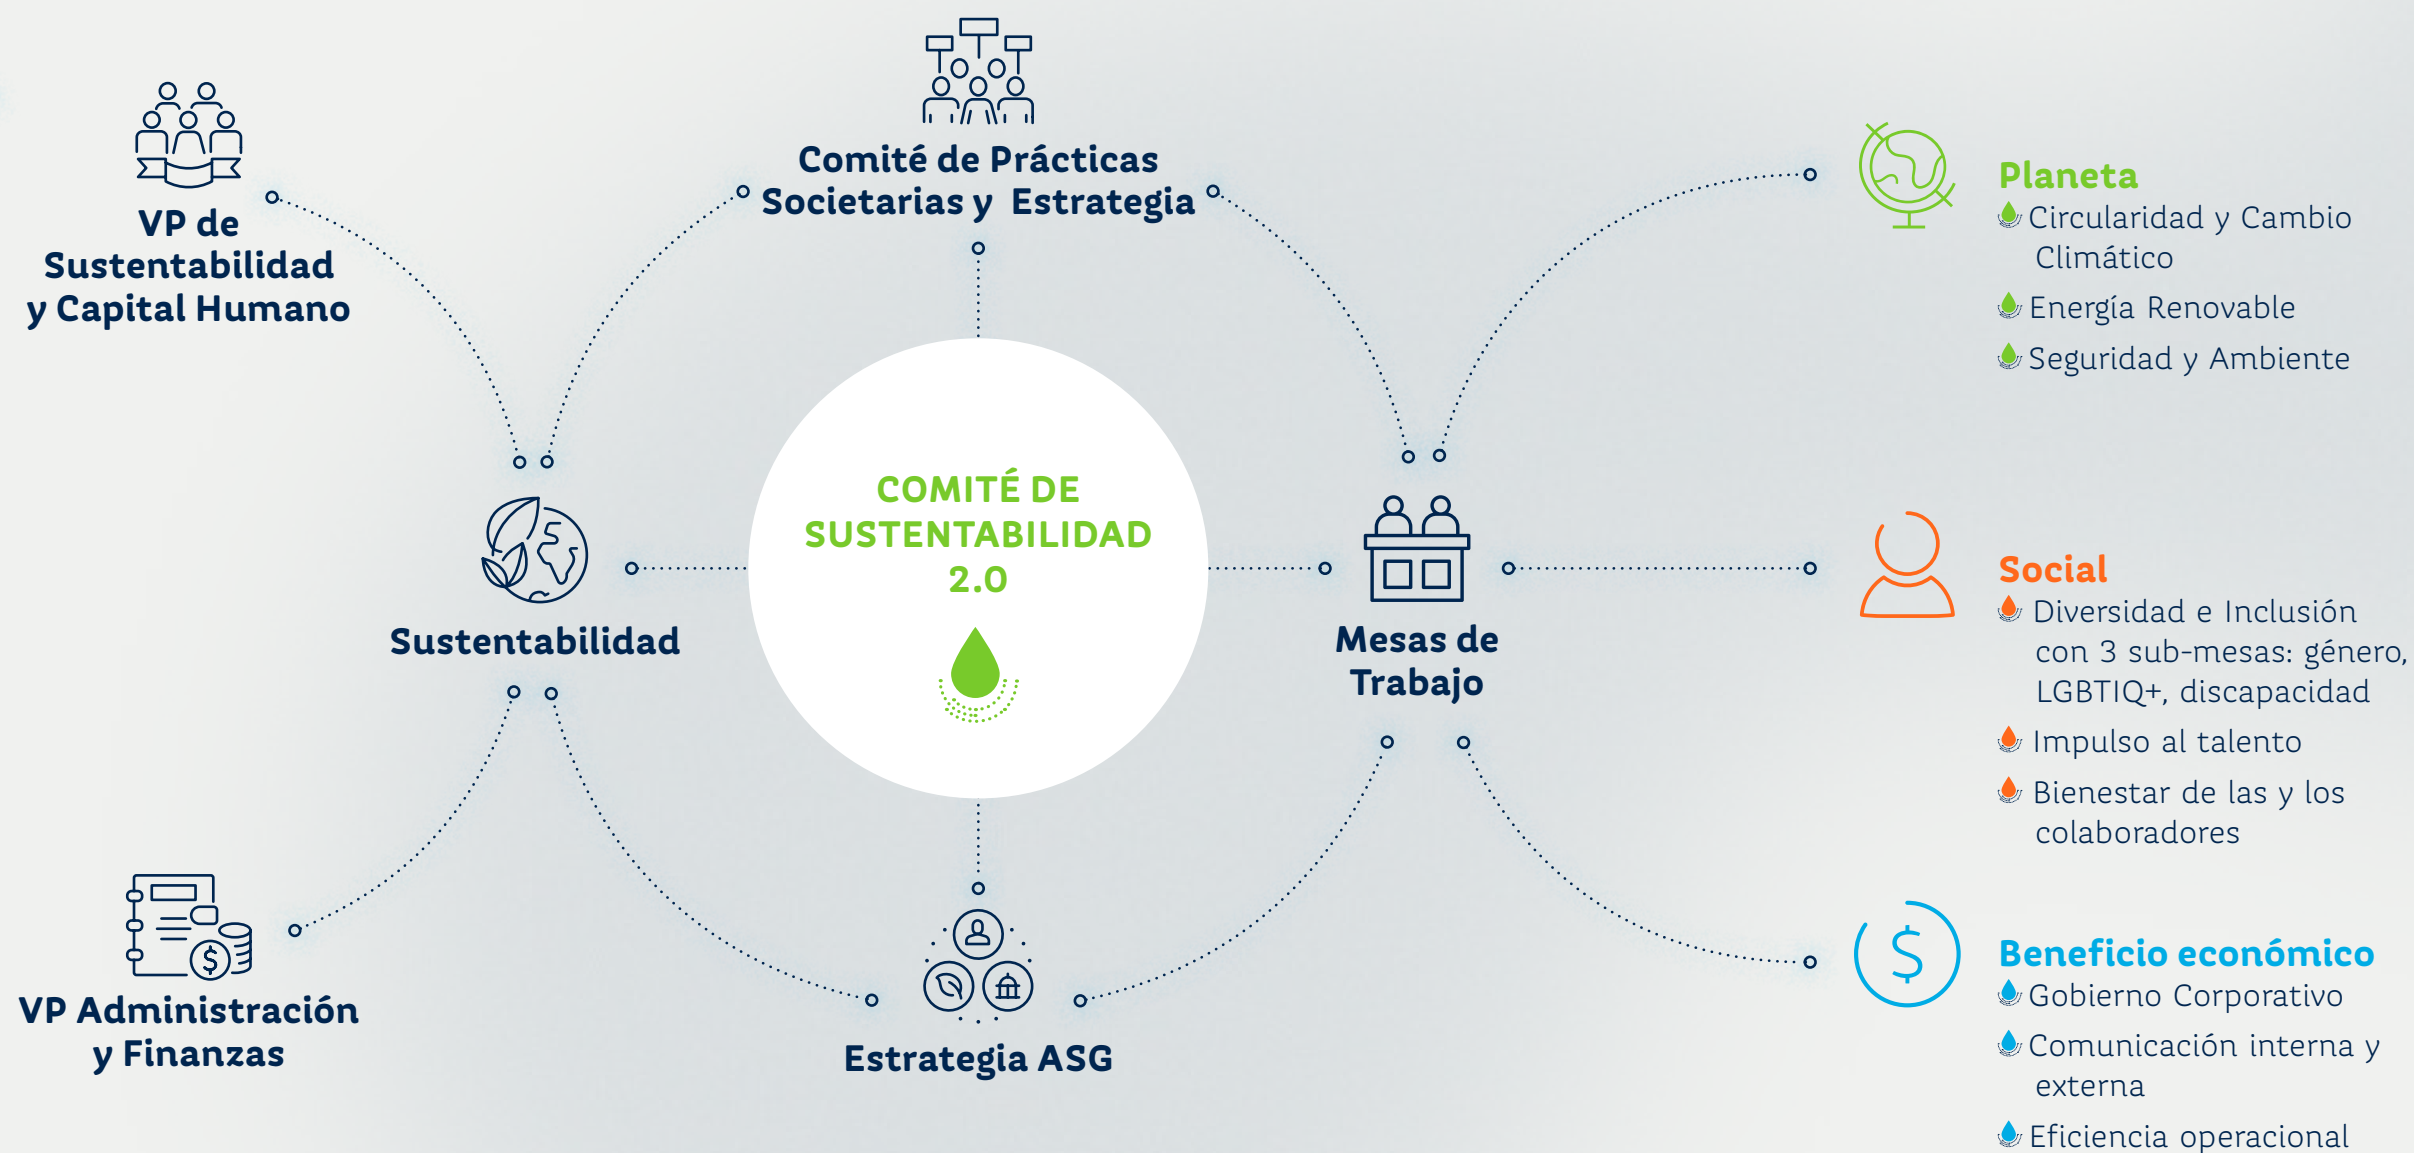 VP de
Sustentabilidad
y Capital Humano
Comité de Prácticas
Societarias y Estrategia
COMITÉ DE
SUSTENTABILIDAD
2.0
Sustentabilidad
VP Administración
y Finanzas
Estrategia ASG
Mesas de
Trabajo
Planeta
Circularidad y Cambio
Climático
Energía Renovable
Seguridad y Ambiente
Social
Diversidad e Inclusión
con 3 sub-mesas: género,
LGBTIQ+, discapacidad
Impulso al talento
Bienestar de las y los
colaboradores
$
Beneficio económico
Gobierno Corporativo
Comunicación interna y
externa
Eficiencia operacional